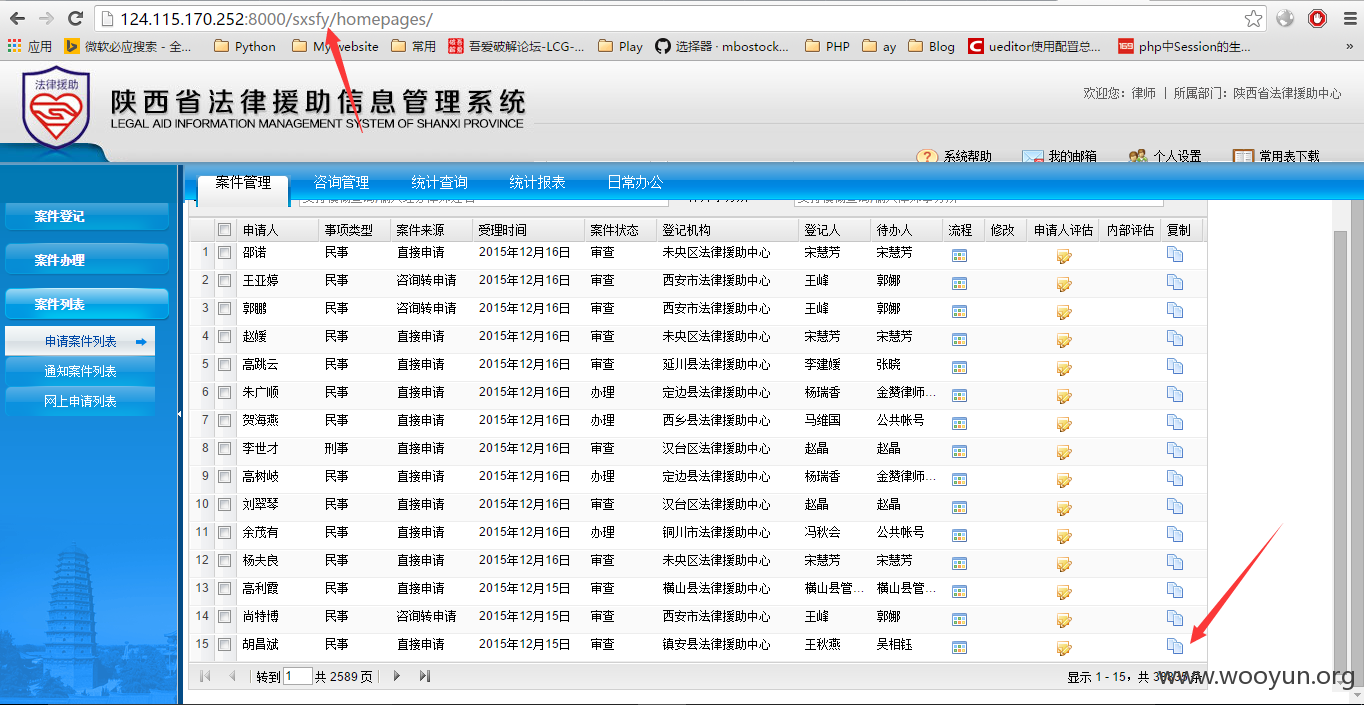 124.115.170.252:8000/sxsfy/homepages/
应用 微软必应搜索 - 全... Python My website 常用 吾爱破解论坛-LCG-... Play 选择器 · mbostock... PHP ay Blog ueditor使用配置总... php中Session的生... »
法律援助
陕西省法律援助信息管理系统
LEGAL AID INFORMATION MANAGEMENT SYSTEM OF SHANXI PROVINCE
欢迎您：律师 | 所属部门：陕西省法律援助中心
系统帮助 我的邮箱 个人设置 常用表下载
案件管理 咨询管理 统计查询 统计报表 日常办公
案件登记
案件办理
案件列表
申请案件列表
通知案件列表
网上申请列表
申请人 事项类型 案件来源 受理时间 案件状态 登记机构 登记人 待办人 流程 修改 申请人评估 内部评估 复制
1 邵诺 民事 直接申请 2015年12月16日 审查 未央区法律援助中心 宋慧芳 宋慧芳
2 王亚婷 民事 咨询转申请 2015年12月16日 审查 西安市法律援助中心 王峰 郭娜
3 郭鹏 民事 咨询转申请 2015年12月16日 审查 西安市法律援助中心 王峰 郭娜
4 赵媛 民事 直接申请 2015年12月16日 审查 未央区法律援助中心 宋慧芳 宋慧芳
5 高跳云 民事 直接申请 2015年12月16日 审查 延川县法律援助中心 李建媛 张晓
6 朱广顺 民事 直接申请 2015年12月16日 办理 定边县法律援助中心 杨瑞香 金赟律师...
7 贺海燕 民事 直接申请 2015年12月16日 办理 西乡县法律援助中心 马维国 公共帐号
8 李世才 刑事 直接申请 2015年12月16日 审查 汉台区法律援助中心 赵晶 赵晶
9 高树岐 民事 直接申请 2015年12月16日 办理 定边县法律援助中心 杨瑞香 金赟律师...
10 刘翠琴 民事 直接申请 2015年12月16日 审查 汉台区法律援助中心 赵晶 赵晶
11 余茂有 民事 直接申请 2015年12月16日 办理 铜川市法律援助中心 冯秋会 公共帐号
12 杨夫良 民事 直接申请 2015年12月16日 审查 未央区法律援助中心 宋慧芳 宋慧芳
13 高利霞 民事 直接申请 2015年12月15日 审查 横山县法律援助中心 横山县管... 横山县管...
14 尚特博 民事 咨询转申请 2015年12月15日 审查 西安市法律援助中心 王峰 郭娜
15 胡昌斌 民事 直接申请 2015年12月15日 审查 镇安县法律援助中心 王秋燕 吴相钰
转到 1 共 2589 页 显示 1 - 15，共
www.wooyun.org